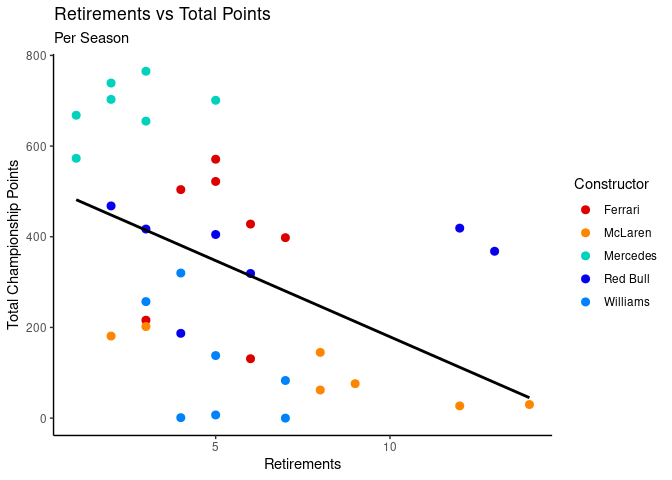 Retirements vs Total Points
Per Season
Total Championship Points
800
600
400
200
0
5
10
Retirements
Constructor
Ferrari
McLaren
Mercedes
Red Bull
Williams